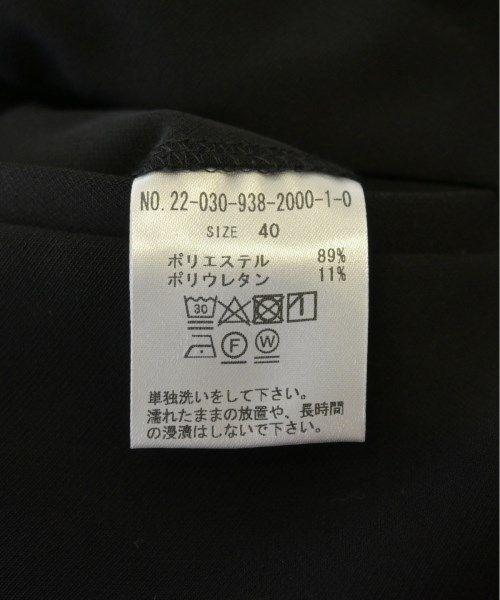 NO. 22-030-938-2000-1-0
SIZE 40
ポリエステル 89%
ポリウレタン 11%
30
F W
単独洗いをして下さい。
濡れたままの放置や、長時間
の浸漬はしないで下さい。